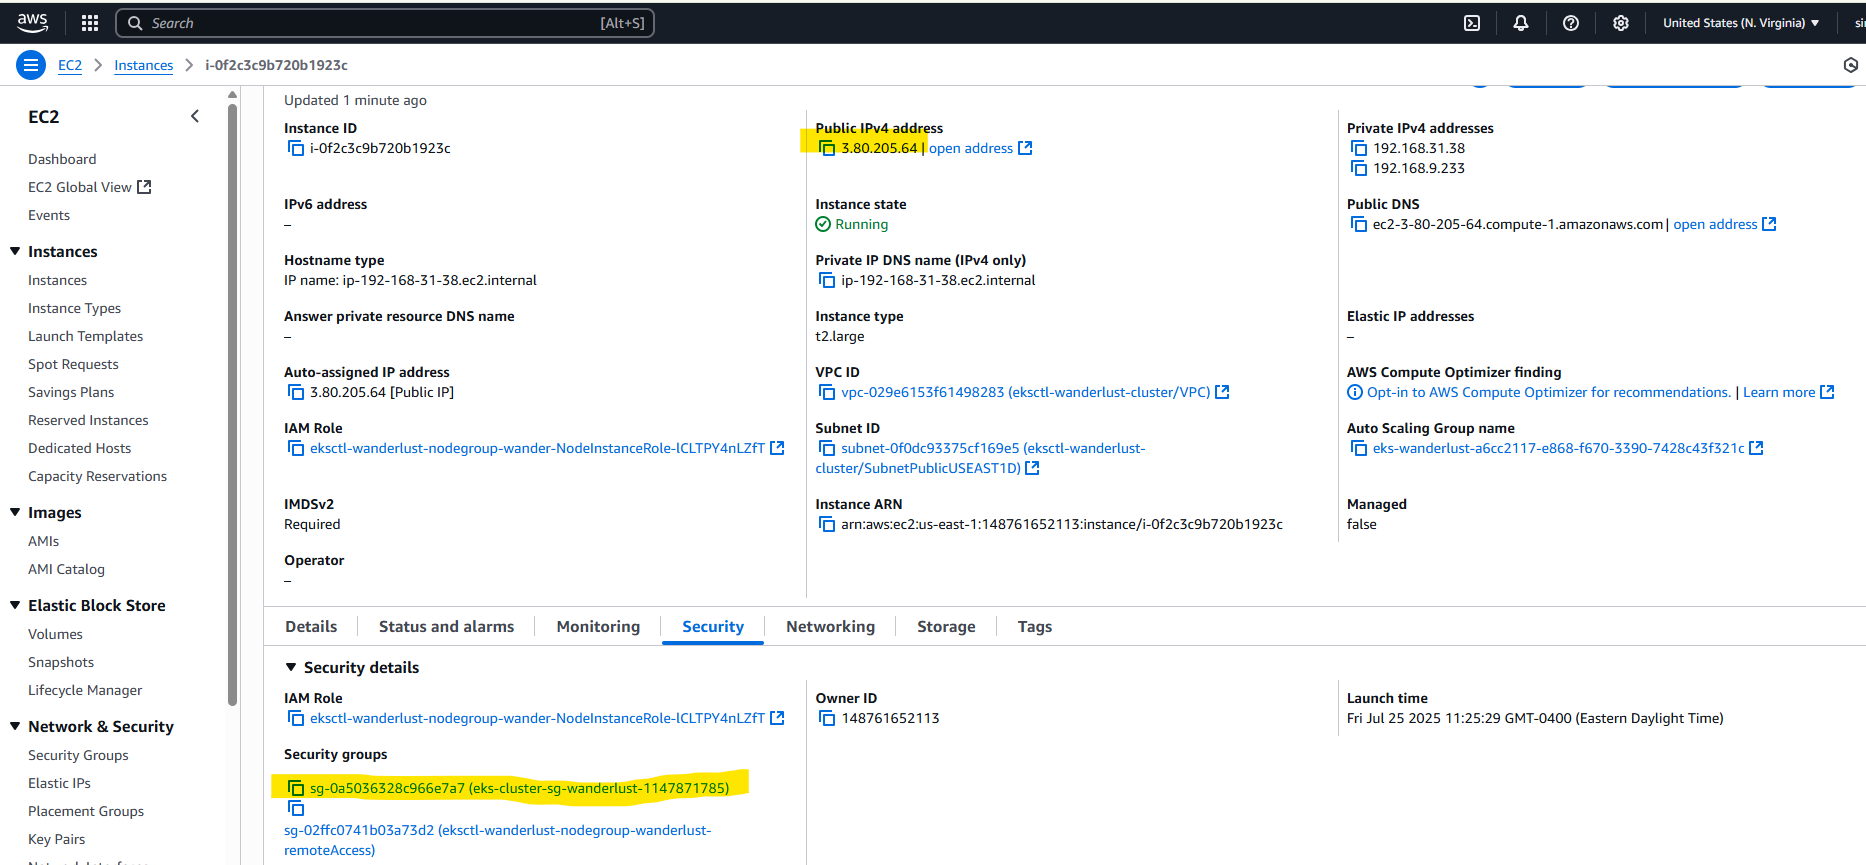 aws
Search
[Alt+S]
United States (N. Virginia)
EC2
Instances
i-0f2c3c9b720b1923c
EC2
Dashboard
EC2 Global View
Events
Instances
Instances
Instance Types
Launch Templates
Spot Requests
Savings Plans
Reserved Instances
Dedicated Hosts
Capacity Reservations
Images
AMIs
AMI Catalog
Elastic Block Store
Volumes
Snapshots
Lifecycle Manager
Network & Security
Security Groups
Elastic IPs
Placement Groups
Key Pairs
Updated 1 minute ago
Instance ID
i-0f2c3c9b720b1923c
Public IPv4 address
3.80.205.64 | open address
Private IPv4 addresses
192.168.31.38
192.168.9.233
IPv6 address
–
Instance state
Running
Public DNS
ec2-3-80-205-64.compute-1.amazonaws.com | open address
Hostname type
IP name: ip-192-168-31-38.ec2.internal
Private IP DNS name (IPv4 only)
ip-192-168-31-38.ec2.internal
Answer private resource DNS name
–
Instance type
t2.large
Elastic IP addresses
–
Auto-assigned IP address
3.80.205.64 [Public IP]
VPC ID
vpc-029e6153f61498283 (eksctl-wanderlust-cluster/VPC)
AWS Compute Optimizer finding
Opt-in to AWS Compute Optimizer for recommendations. | Learn more
IAM Role
eksctl-wanderlust-nodegroup-wander-NodeInstanceRole-lCLTPY4nLZfT
Subnet ID
subnet-0f0dc93375cf169e5 (eksctl-wanderlust-
cluster/SubnetPublicUSEAST1D)
Auto Scaling Group name
eks-wanderlust-a6cc2117-e868-f670-3390-7428c43f321c
IMDSv2
Required
Instance ARN
arn:aws:ec2:us-east-1:148761652113:instance/i-0f2c3c9b720b1923c
Managed
false
Operator
–
Details
Status and alarms
Monitoring
Security
Networking
Storage
Tags
Security details
IAM Role
eksctl-wanderlust-nodegroup-wander-NodeInstanceRole-lCLTPY4nLZfT
Owner ID
148761652113
Launch time
Fri Jul 25 2025 11:25:29 GMT-0400 (Eastern Daylight Time)
Security groups
sg-0a5036328c966e7a7 (eks-cluster-sg-wanderlust-1147871785)
sg-02ffc0741b03a73d2 (eksctl-wanderlust-nodegroup-wanderlust-
remoteAccess)